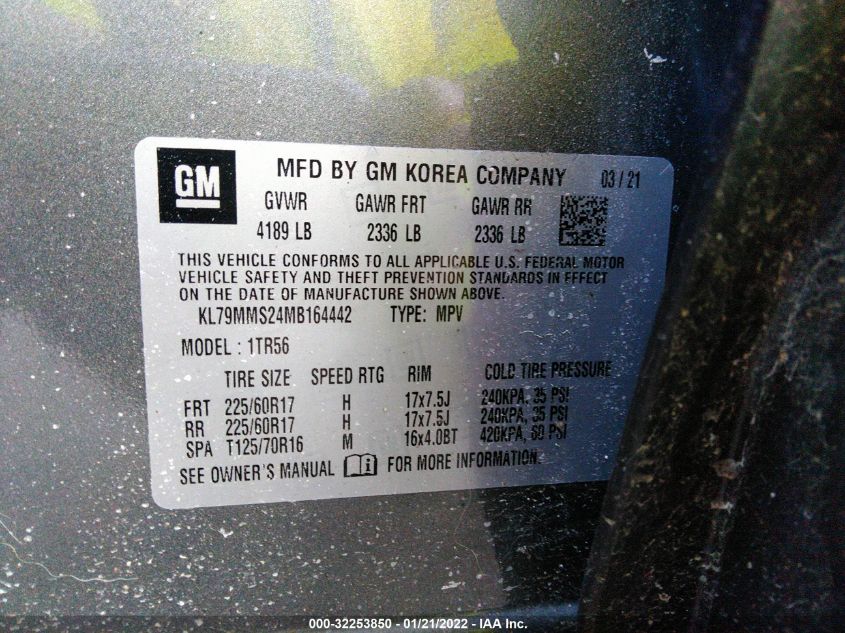 GM
MFD BY GM KOREA COMPANY 03 / 21
GVWR GAWR FRT GAWR RR
4189 LB 2336 LB 2336 LB
THIS VEHICLE CONFORMS TO ALL APPLICABLE U.S. FEDERAL MOTOR
VEHICLE SAFETY AND THEFT PREVENTION STANDARDS IN EFFECT
ON THE DATE OF MANUFACTURE SHOWN ABOVE.
KL79MMS24MB164442 TYPE: MPV
MODEL : 1TR56
TIRE SIZE SPEED RTG RIM COLD TIRE PRESSURE
FRT 225/60R17 H 17x7.5J 240KPA, 35 PSI
RR 225/60R17 H 17x7.5J 240KPA, 35 PSI
SPA T125/70R16 M 16x4.0BT 420KPA, 60 PSI
SEE OWNER'S MANUAL FOR MORE INFORMATION.
000-32253850 - 01/21/2022 - IAA Inc.